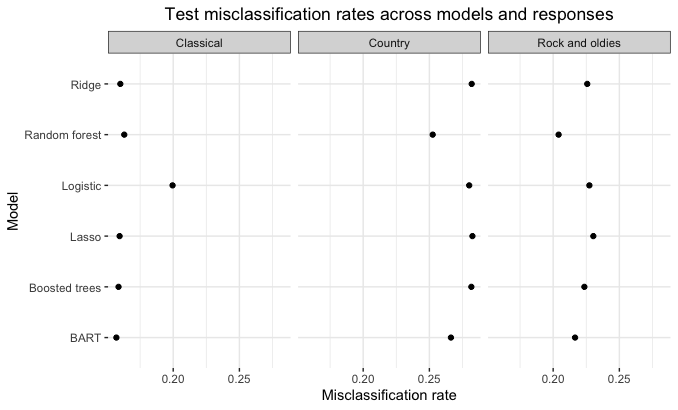 Test misclassification rates across models and responses
Classical Country Rock and oldies
Ridge
Random forest
Logistic
Lasso
Boosted trees
BART
Model
0.20 0.25 0.20 0.25 0.20 0.25
Misclassification rate